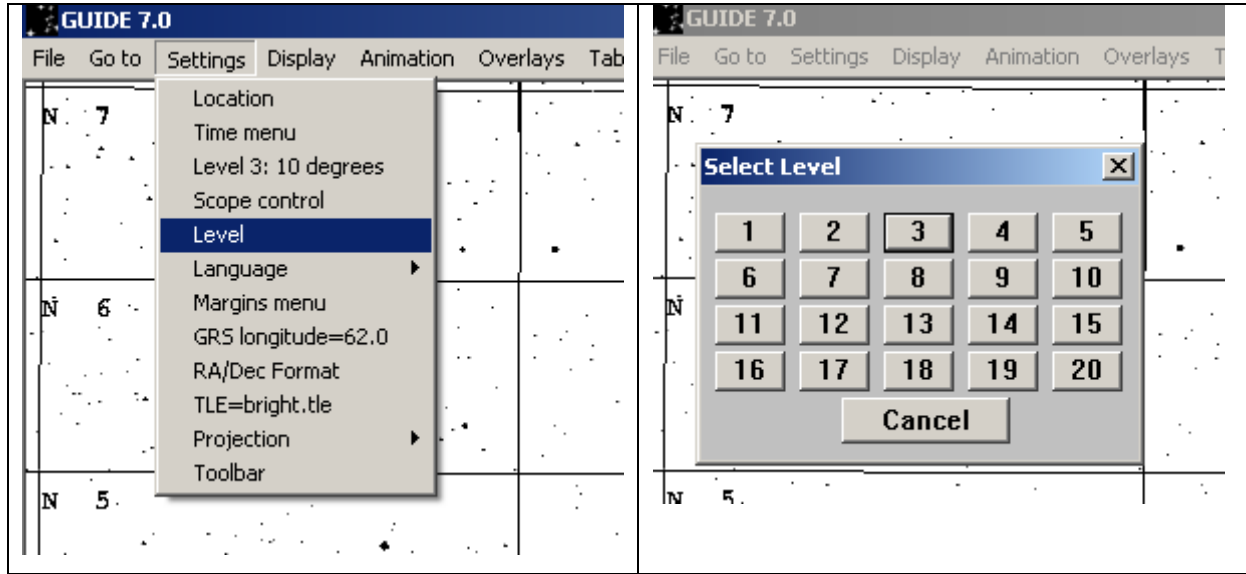 GUIDE 7.0
File Go to Settings Display Animation Overlays Tab
Location
Time menu
Level 3: 10 degrees
Scope control
Level
Language
Margins menu
GRS longitude=62.0
RA/Dec Format
TLE=bright.tle
Projection
Toolbar
N 7
N 6
N 5
GUIDE 7.0
File Go to Settings Display Animation Overlays T
N 7
Select Level
1 2 3 4 5
6 7 8 9 10
11 12 13 14 15
16 17 18 19 20
Cancel
N
N 5